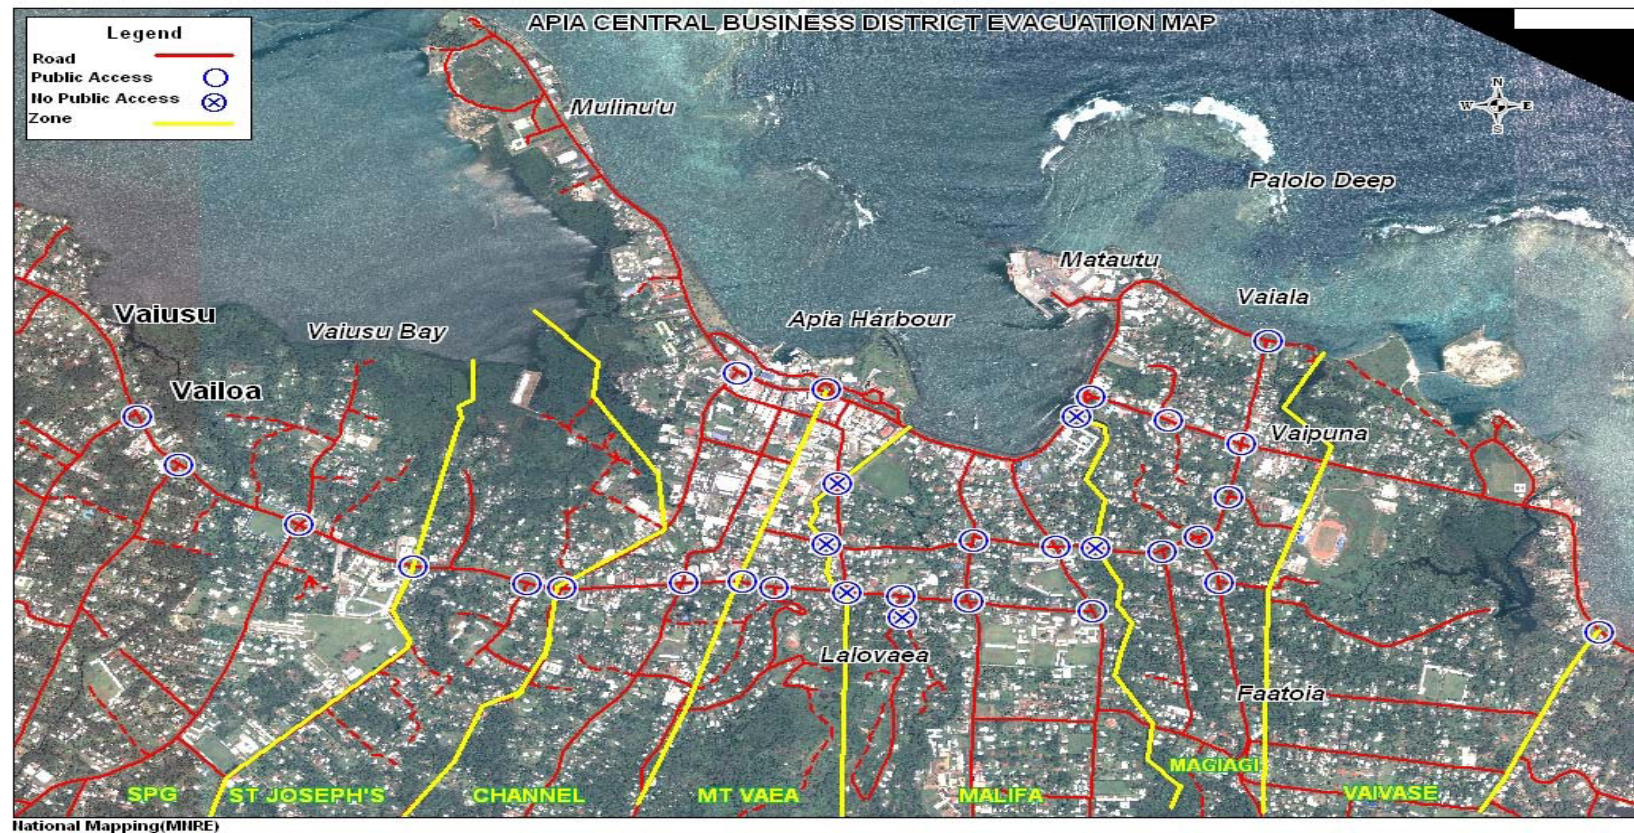 APIA CENTRAL BUSINESS DISTRICT EVACUATION MAP
Legend
Road
Public Access
No Public Access
Zone
N
W E
S
Mulinu'u
Palolo Deep
Matautu
Vaiala
Apia Harbour
Vaiusu
Vaiusu Bay
Vailoa
Vaipuna
Lalovaea
Faatoia
MAGIAGI
SPG
ST JOSEPH'S
CHANNEL
MT VAEA
MALIFA
VAIVASE
National Mapping(MNRE)